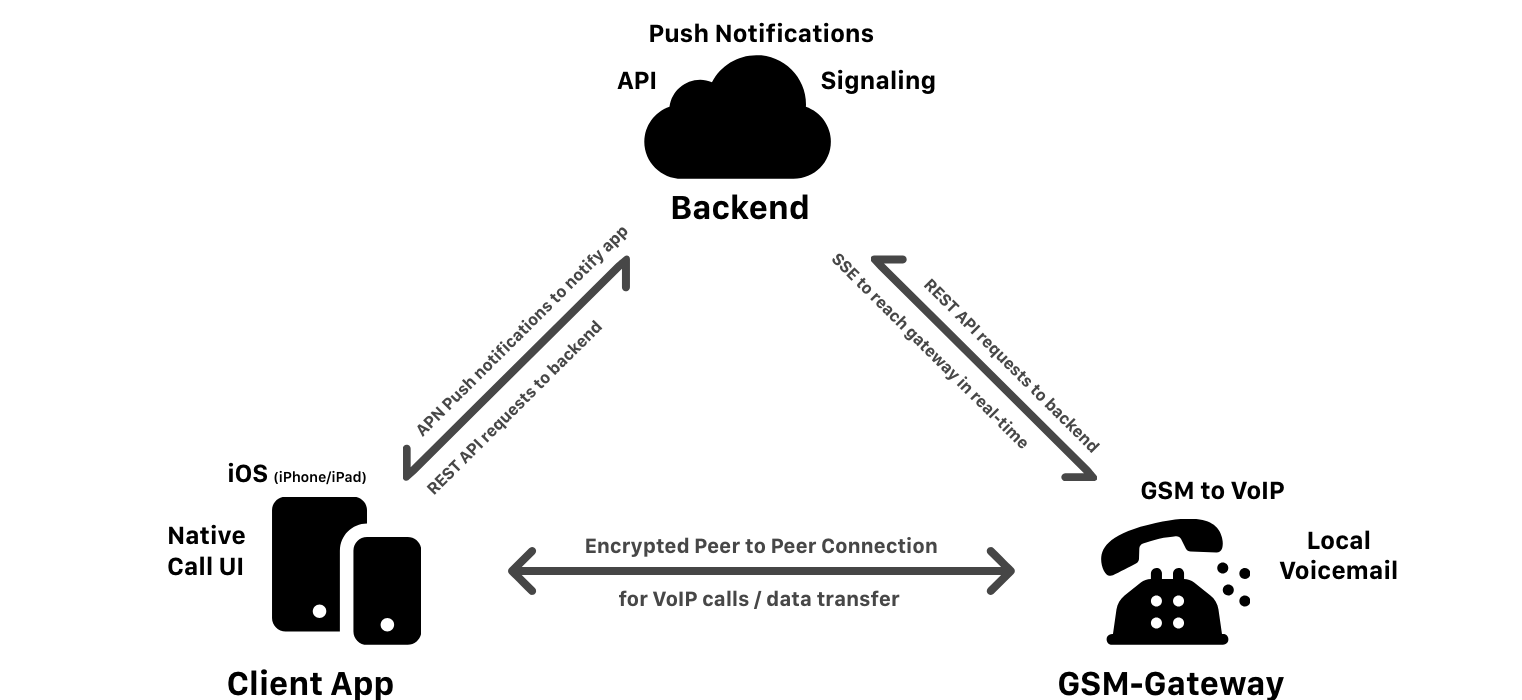 Push Notifications
API
Signaling
Backend
APN Push notifications to notify app
REST API requests to backend
SSE to reach gateway in real-time
REST API requests to backend
iOS (iPhone/iPad)
Native
Call UI
Client App
Encrypted Peer to Peer Connection
for VoIP calls / data transfer
GSM to VoIP
Local
Voicemail
GSM-Gateway